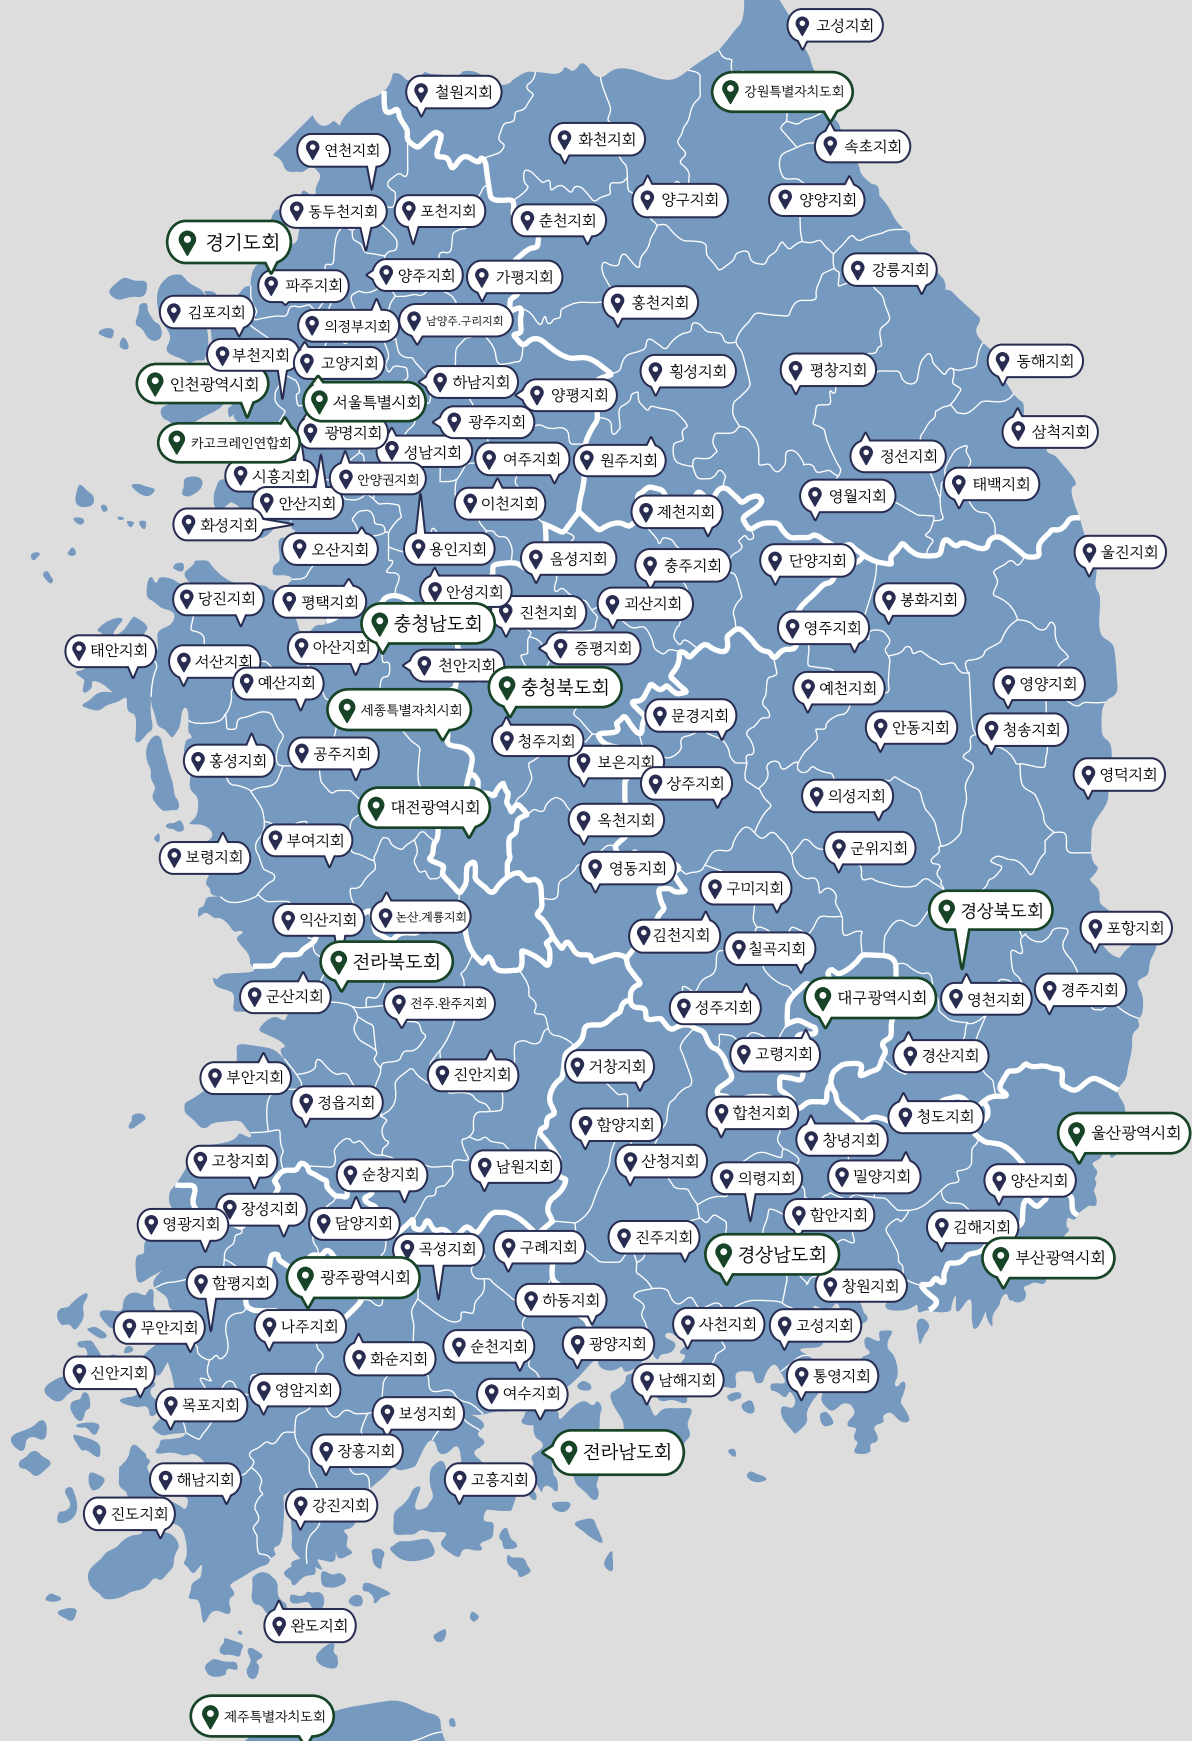 고성지회
철원지회
강원특별자치도회
화천지회
속초지회
연천지회
양구지회
양양지회
동두천지회
포천지회
춘천지회
경기도회
강릉지회
양주지회
가평지회
파주지회
홍천지회
김포지회
의정부지회
남양주.구리지회
부천지회
고양지회
동해지회
횡성지회
평창지회
인천광역시회
하남지회
양평지회
서울특별시회
광주지회
카고크레인연합회
광명지회
삼척지회
성남지회
여주지회
원주지회
정선지회
시흥지회
안양권지회
태백지회
안산지회
이천지회
영월지회
화성지회
제천지회
오산지회
용인지회
음성지회
충주지회
단양지회
울진지회
당진지회
평택지회
안성지회
진천지회
괴산지회
봉화지회
충청남도회
영주지회
태안지회
아산지회
증평지회
서산지회
천안지회
예산지회
충청북도회
예천지회
영양지회
세종특별자치시회
문경지회
안동지회
청송지회
홍성지회
공주지회
청주지회
보은지회
상주지회
영덕지회
대전광역시회
의성지회
옥천지회
보령지회
부여지회
군위지회
영동지회
구미지회
익산지회
논산.계룡지회
경상북도회
포항지회
김천지회
칠곡지회
전라북도회
군산지회
전주.완주지회
성주지회
대구광역시회
영천지회
경주지회
고령지회
경산지회
부안지회
진안지회
거창지회
정읍지회
합천지회
청도지회
함양지회
창녕지회
울산광역시회
고창지회
순창지회
남원지회
산청지회
의령지회
밀양지회
양산지회
장성지회
영광지회
담양지회
함안지회
김해지회
곡성지회
구례지회
진주지회
경상남도회
부산광역시회
함평지회
광주광역시회
창원지회
하동지회
무안지회
나주지회
사천지회
고성지회
화순지회
순천지회
광양지회
신안지회
남해지회
통영지회
목포지회
영암지회
여수지회
보성지회
장흥지회
전라남도회
해남지회
고흥지회
진도지회
강진지회
완도지회
제주특별자치도회